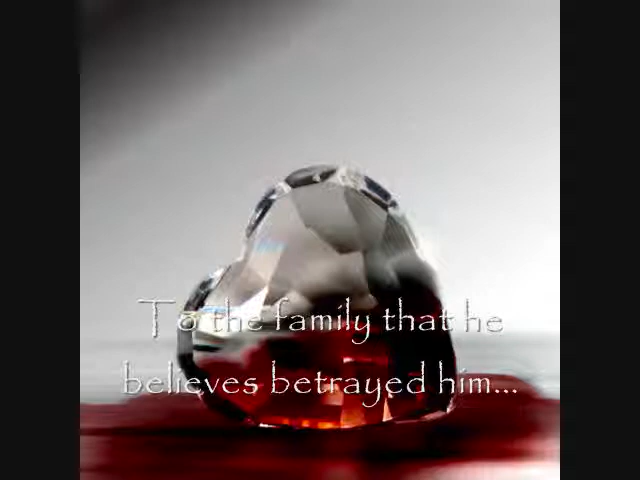 To the family that he
believes betrayed him...